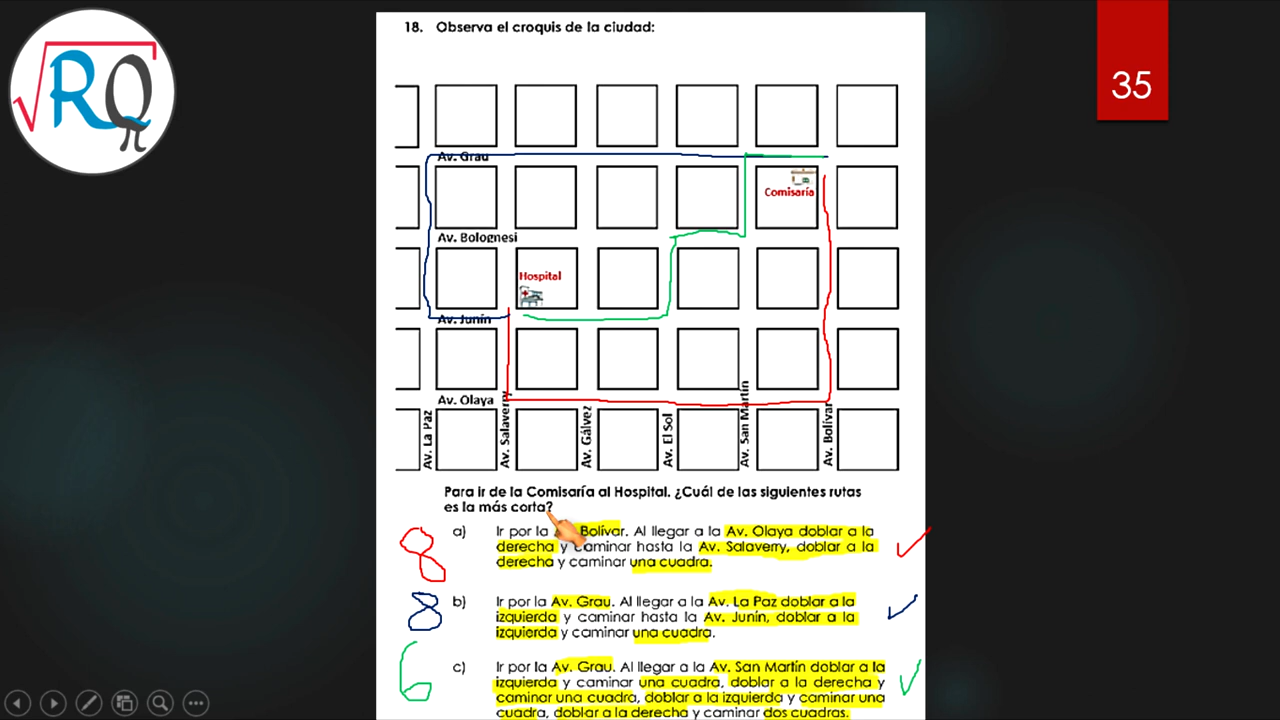 RQπ
35
18. Observa el croquis de la ciudad:
Av. Grau
Comisaría
Av. Bolognesi
Hospital
Av. Junín
Av. Olaya
Av. La Paz
Av. Salaverry
Av. Gálvez
Av. El Sol
Av. San Martín
Av. Bolívar
Para ir de la Comisaría al Hospital. ¿Cuál de las siguientes rutas
es la más corta?
8
a) Ir por la Bolívar. Al llegar a la Av. Olaya doblar a la
derecha y caminar hasta la Av. Salaverry, doblar a la
derecha y caminar una cuadra.
8
b) Ir por la Av. Grau. Al llegar a la Av. La Paz doblar a la
izquierda y caminar hasta la Av. Junín, doblar a la
izquierda y caminar una cuadra.
6
c) Ir por la Av. Grau. Al llegar a la Av. San Martín doblar a la
izquierda y caminar una cuadra, doblar a la derecha y
caminar una cuadra, doblar a la izquierda y caminar una
cuadra, doblar a la derecha y caminar dos cuadras.